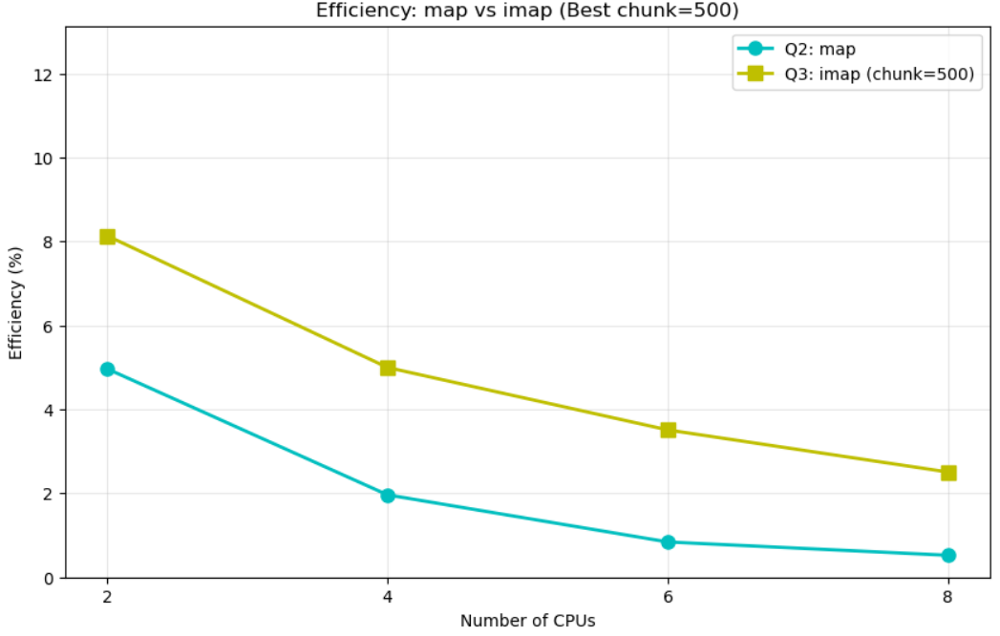 Efficiency: map vs imap (Best chunk=500)
Q2: map
Q3: imap (chunk=500)
12
10
8
6
4
2
0
Efficiency (%)
2 4 6 8
Number of CPUs